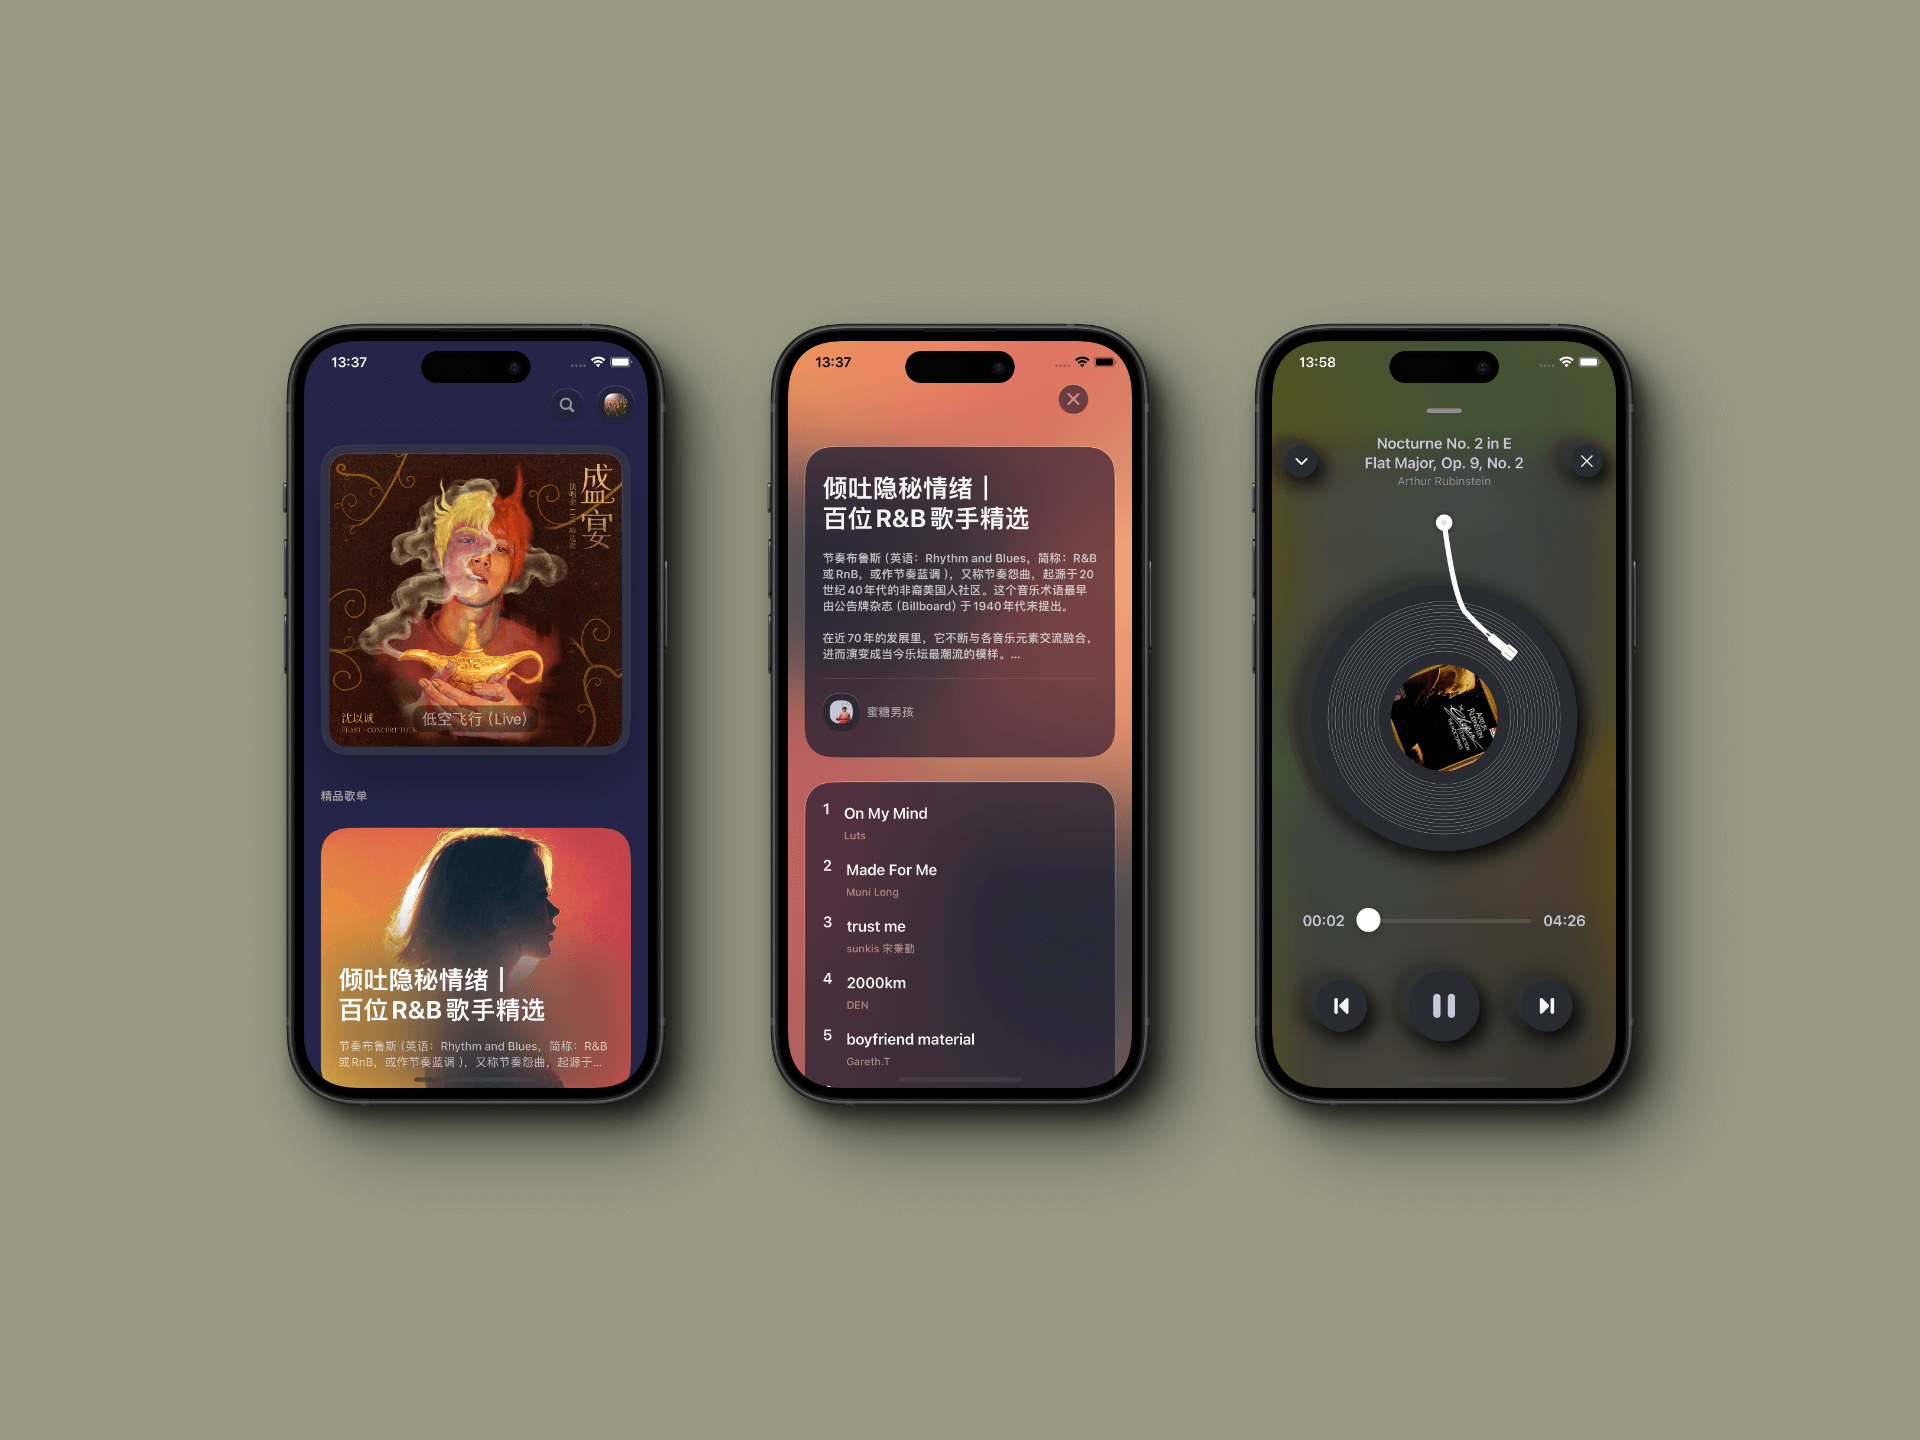 13:37
盛宴
沈以诚
FEAST · CONCERT TOUR
低空飞行 (Live)
精品歌单
倾吐隐秘情绪｜
百位R&B歌手精选
节奏布鲁斯（英语：Rhythm and Blues，简称：R&B
或RnB，或作节奏蓝调），又称节奏怨曲，起源于...
13:37
倾吐隐秘情绪｜
百位R&B歌手精选
节奏布鲁斯（英语：Rhythm and Blues，简称：R&B
或RnB，或作节奏蓝调），又称节奏怨曲，起源于20
世纪40年代的非裔美国人社区。这个音乐术语最早
由公告牌杂志（Billboard）于1940年代末提出。
在近70年的发展里，它不断与各音乐元素交流融合，
进而演变成当今乐坛最潮流的模样。...
蜜糖男孩
1 On My Mind
Luts
2 Made For Me
Muni Long
3 trust me
sunkis 宋秉勤
4 2000km
DEN
5 boyfriend material
Gareth.T
13:58
Nocturne No. 2 in E
Flat Major, Op. 9, No. 2
Arthur Rubinstein
00:02
04:26